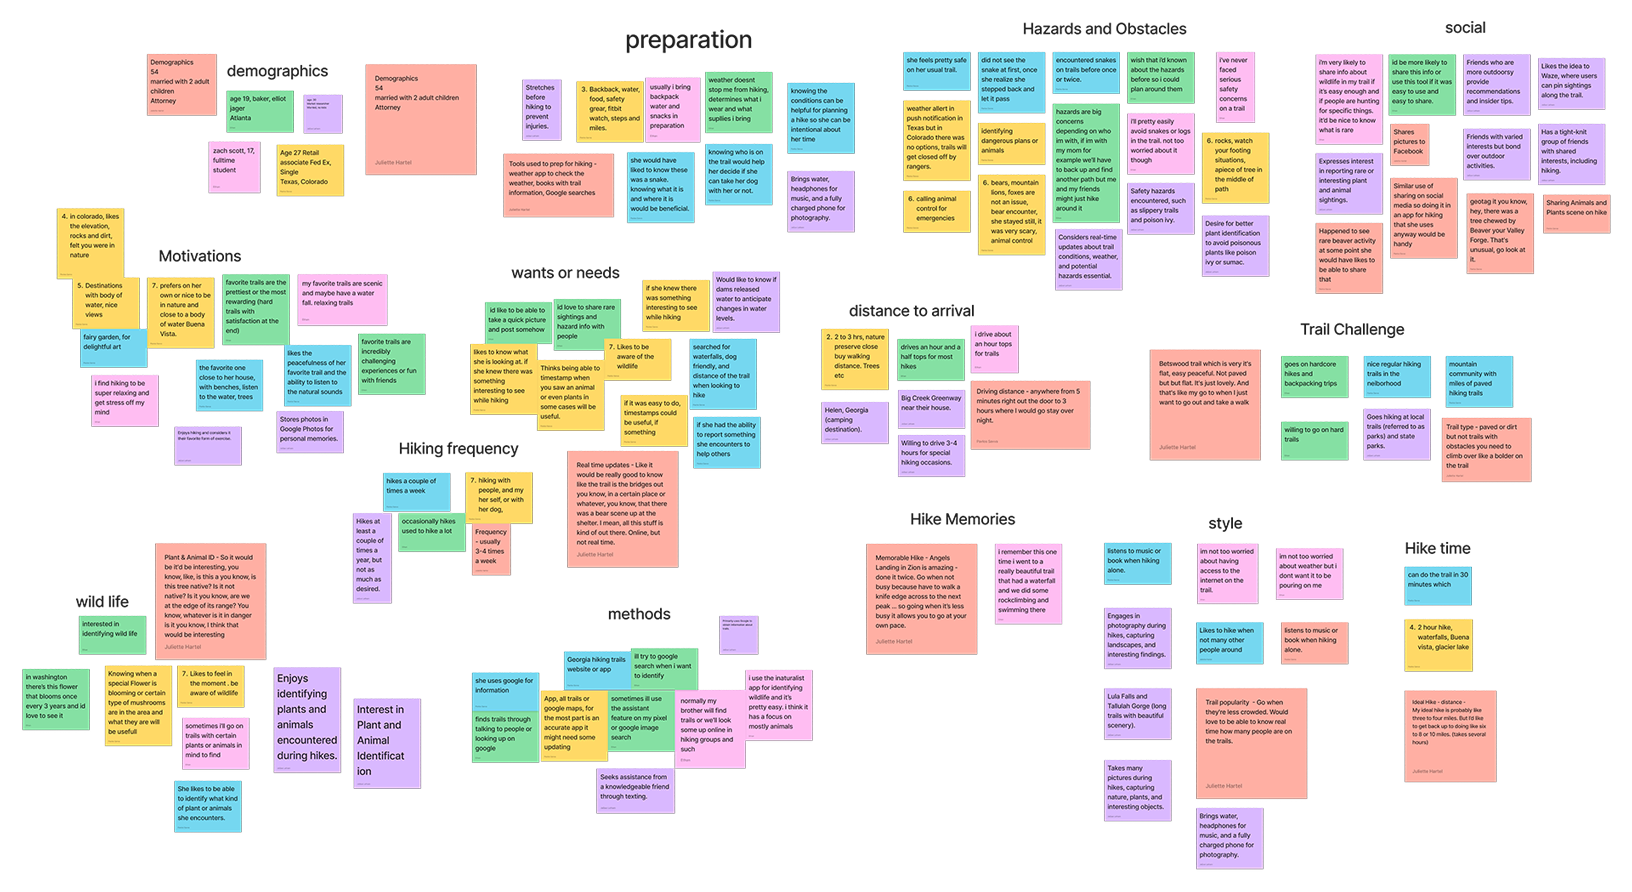 demographics
Demographics
54
married with 2 adult
children
Attorney
age 19, baker, elliot
jager
Atlanta
zach scott, 17,
fulltime
student
Age 27 Retail
associate Fed Ex,
Single
Texas, Colorado
Demographics
54
married with 2 adult children
Attorney
Juliette Hartel
preparation
Stretches
before
hiking to
prevent
injuries.
3. Backback, water,
food, safety
grear, fitbit
watch, steps and
miles.
usually i bring
backpack
water and
snacks in
preparation
weather doesnt
stop me from hiking,
determines what i
wear and what
supllies i bring
knowing the
conditions can be
helpful for planning
a hike so she can be
intentional about
her time
Tools used to prep for hiking -
weather app to check the
weather, books with trail
information, Google searches
she would have
liked to know these
was a snake.
knowing what it is
and where it is
would be beneficial.
knowing who is on
the trail would help
her decide if she
can take her dog
with her or not.
Brings water,
headphones for
music, and a fully
charged phone for
photography.
Hazards and Obstacles
she feels pretty safe
on her usual trail.
did not see the
snake at first, once
she realize she
stepped back and
let it pass
encountered snakes
on trails before once
or twice.
wish that i'd known
about the hazards
before so i could
plan around them
i've never
faced serious
safety
concerns
on a trail
weather allert in
push notification in
Texas but in
Colorado there was
no options, trails will
get closed off by
rangers.
identifying
dangerous plans or
animals
hazards are big
concerns
depending on who
im with, if im with
my mom for
example we'll have
to back up and find
another path but me
and my friends
might just hike
around it
i'll pretty easily
avoid snakes or logs
in the trail. not too
worried about it
though
6. rocks, watch your
footing
situations,
apiece of tree in
the middle of
path
6. calling animal
control for
emergencies
6. bears, mountain
lions, foxes are
not an issue,
bear encounter,
she stayed still, it
was very scary,
animal control
Safety hazards
encountered, such
as slippery trails
and poison ivy.
Considers real-time
updates about trail
conditions, weather,
and potential
hazards essential.
Desire for better
plant identification
to avoid poisonous
plants like poison
ivy or sumac.
social
i'm very likely to
share info about
wildlife in my trail if
it's easy enough and
if people are hunting
for specific things.
it'd be nice to know
what is rare
id be more likely to
share this info or
use this tool if it was
easy to use and
easy to share.
Friends who are
more outdoorsy
provide
recommendations
and insider tips.
Likes the idea to
Waze, where users
can pin sightings
along the trail.
Shares
pictures to
Facebook
Friends with varied
interests but bond
over outdoor
activities.
Has a tight-knit
group of friends
with shared
interests, including
hiking.
Expresses interest
in reporting rare or
interesting plant
and animal
sightings.
Similar use of
sharing on social
media so doing it in
an app for hiking
that she uses
anyway would be
handy
geotag it you know,
hey, there was a
tree chewed by
Beaver your Valley
Forge. That's
unusual, go look at
it.
Sharing Animals and
Plants scene on hike
Happened to see
rare beaver activity
at some point she
would have likes to
be able to share
that
Motivations
4. in colorado, likes
the elevation,
rocks and dirt,
felt you were in
nature
5. Destinations
with body of
water, nice
views
7. prefers on her
own or nice to be
in nature and
close to a body
of water Buena
Vista.
favorite trails are the
prettiest or the most
rewarding (hard
trails with
satisfaction at the
end)
my favorite trails are scenic
and maybe have a water
fall. relaxing trails
fairy garden, for
delightful art
i find hiking to be
super relaxing and
get stress off my
mind
the favorite one
close to her house,
with benches, listen
to the water, trees
likes the
peacefulness of her
favorite trail and the
ability to listen to
the natural sounds
favorite trails are
incredibly
challenging
experiences or fun
with friends
Enjoys hiking and considers it
their favorite form of exercise.
Stores photos in
Google Photos for
personal memories.
wants or needs
id like to be able to
take a quick picture
and post somehow
id love to share rare
sightings and
hazard info with
people
if she knew there
was something
interesting to see
while hiking
Would like to know if
dams released
water to anticipate
changes in water
levels.
likes to know what
she is looking at. if
she knew there was
something
interesting to see
while hiking
Thinks being able to
timestamp when
you saw an animal
or even plants in
some cases will be
useful.
7. Likes to be
aware of the
wildlife
searched for
waterfalls, dog
friendly, and
distance of the trail
when looking to
hike
if it was easy to do,
timestamps could
be useful, if
something
if she had the ability
to report something
she encounters to
help others
Real time updates - Like it
would be really good to know
like the trail is the bridges out
you know, in a certain place or
whatever, you know, that there
was a bear scene up at the
shelter. I mean, all this stuff is
kind of out there. Online, but
not real time.
Juliette Hartel
distance to arrival
2. 2 to 3 hrs, nature
preserve close
buy walking
distance. Trees
etc
drives an hour and a
half tops for most
hikes
i drive about
an hour tops
for trails
Helen, Georgia
(camping
destination).
Big Creek Greenway
near their house.
Driving distance - anywhere from 5
minutes right out the door to 3
hours where I would go stay over
night.
Willing to drive 3-4
hours for special
hiking occasions.
Trail Challenge
Betswood trail which is very it's
flat, easy peaceful. Not paved
but but flat. It's just lovely. And
that's like my go to when I just
want to go out and take a walk
Juliette Hartel
goes on hardcore
hikes and
backpacking trips
nice regular hiking
trails in the
neiborhood
mountain
community with
miles of paved
hiking trails
willing to go on hard
trails
Goes hiking at local
trails (referred to as
parks) and state
parks.
Trail type - paved or dirt
but not trails with
obstacles you need to
climb over like a bolder on
the trail
Hiking frequency
hikes a couple of
times a week
7. hiking with
people, and my
her self, or with
her dog,
Hikes at
least a
couple of
times a
year, but
not as
much as
desired.
occasionally hikes
used to hike a lot
Frequency
- usually
3-4 times
a week
wild life
Plant & Animal ID - So it would
be it'd be interesting, you
know, like, is this a you know, is
this tree native? Is it not
native? Is it you know, are we
at the edge of its range? You
know, whatever is it in danger
is it you know, I think that
would be interesting
Juliette Hartel
interested in
identifying wild life
in washington
there's this flower
that blooms once
every 3 years and id
love to see it
Knowing when a
special Flower is
blooming or certain
type of mushrooms
are in the area and
what they are will
be usefull
7. Likes to feel in
the moment . be
aware of wildlife
sometimes i'll go on
trails with certain
plants or animals in
mind to find
Enjoys
identifying
plants and
animals
encountered
during hikes.
Interest in
Plant and
Animal
Identificat
ion
She likes to be able
to identify what kind
of plant or animals
she encounters.
methods
Georgia hiking trails
website or app
ill try to google
search when i want
to identify
she uses google for
information
finds trails through
talking to people or
looking up on
google
App, all trails or
google maps, for
the most part is an
accurate app it
might need some
updating
sometimes ill use
the assistant
feature on my pixel
or google image
search
normally my
brother will find
trails or we'll look
some up online in
hiking groups and
such
i use the inaturalist
app for identifying
wildlife and it's
pretty easy. i think it
has a focus on
mostly animals
Seeks assistance from
a knowledgeable friend
through texting.
Hike Memories
Memorable Hike - Angels
Landing in Zion is amazing -
done it twice. Go when not
busy because have to walk a
knife edge across to the next
peak ... so going when it's less
busy it allows you to go at your
own pace.
Juliette Hartel
i remember this one
time i went to a
really beautiful trail
that had a waterfall
and we did some
rockclimbing and
swimming there
style
listens to music or
book when hiking
alone.
im not too worried
about having
access to the
internet on the
trail.
im not too worried
about weather but i
dont want it to be
pouring on me
Engages in
photography during
hikes, capturing
landscapes, and
interesting findings.
Likes to hike when
not many other
people around
listens to music or
book when hiking
alone.
Lula Falls and
Tallulah Gorge (long
trails with beautiful
scenery).
Trail popularity - Go when
they're less crowded. Would
love to be able to know real
time how many people are on
the trails.
Juliette Hartel
Takes many
pictures during
hikes, capturing
nature, plants, and
interesting objects.
Brings water,
headphones for
music, and a fully
charged phone for
photography.
Hike time
can do the trail in 30
minutes which
4. 2 hour hike,
waterfalls, Buena
vista, glacier lake
Ideal Hike - distance -
My ideal hike is probably like
three to four miles. But I'd like
to get back up to doing like six
to 8 or 10 miles. (takes several
hours)
Juliette Hartel